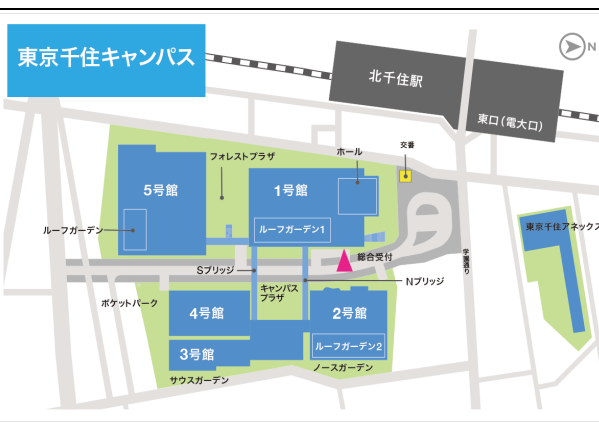 東京千住キャンパス
N
北千住駅
東口(電大口)
交番
ホール
フォレストプラザ
5号館
1号館
ルーフガーデン1
ルーフガーデン
東京千住アネックス
総合受付
学園通り
Sブリッジ
Nブリッジ
キャンパス
プラザ
ポケットパーク
4号館
2号館
3号館
ルーフガーデン2
サウスガーデン
ノースガーデン